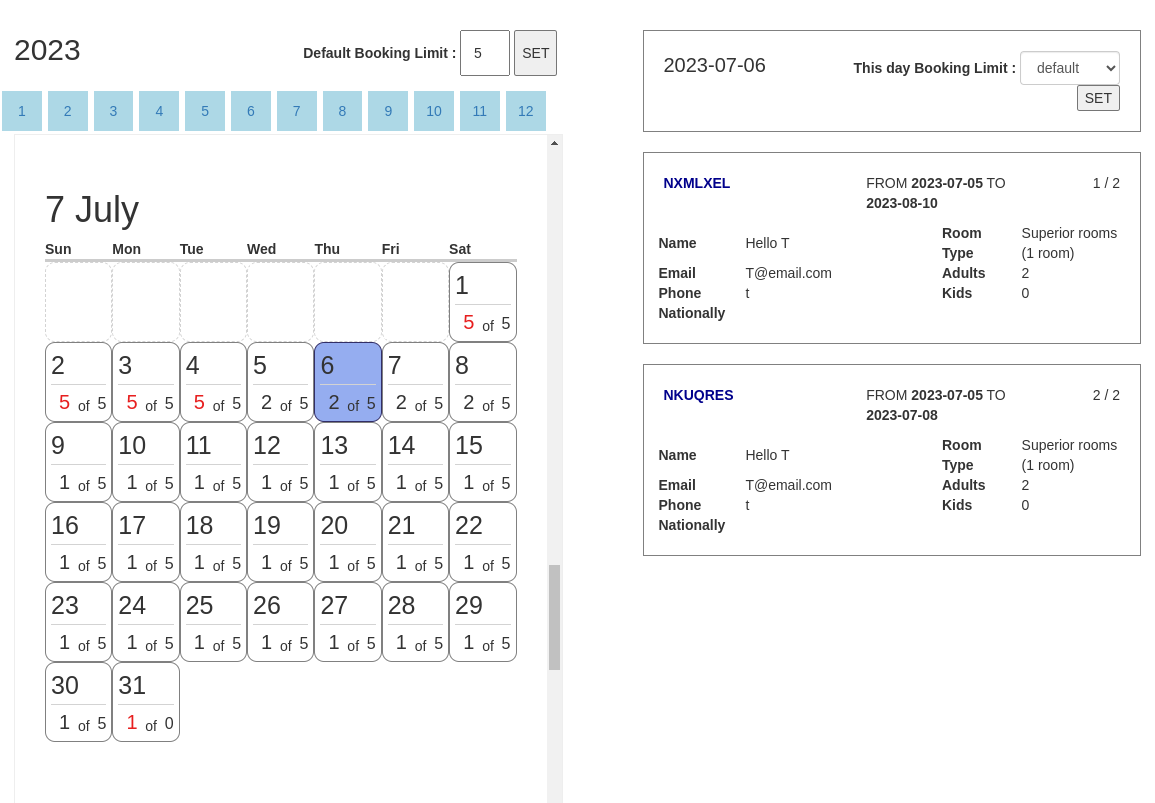 2023
Default Booking Limit : 5 SET
1 2 3 4 5 6 7 8 9 10 11 12
7 July
Sun Mon Tue Wed Thu Fri Sat
1
5 of 5
2 3 4 5 6 7 8
5 of 5 5 of 5 5 of 5 2 of 5 2 of 5 2 of 5 2 of 5
9 10 11 12 13 14 15
1 of 5 1 of 5 1 of 5 1 of 5 1 of 5 1 of 5 1 of 5
16 17 18 19 20 21 22
1 of 5 1 of 5 1 of 5 1 of 5 1 of 5 1 of 5 1 of 5
23 24 25 26 27 28 29
1 of 5 1 of 5 1 of 5 1 of 5 1 of 5 1 of 5 1 of 5
30 31
1 of 5 1 of 0
2023-07-06
This day Booking Limit : default
SET
NXMLXEL FROM 2023-07-05 TO 1 / 2
2023-08-10
Name Hello T Room Type Superior rooms (1 room)
Email T@email.com Adults 2
Phone t Kids 0
Nationally
NKUQRES FROM 2023-07-05 TO 2 / 2
2023-07-08
Name Hello T Room Type Superior rooms (1 room)
Email T@email.com Adults 2
Phone t Kids 0
Nationally